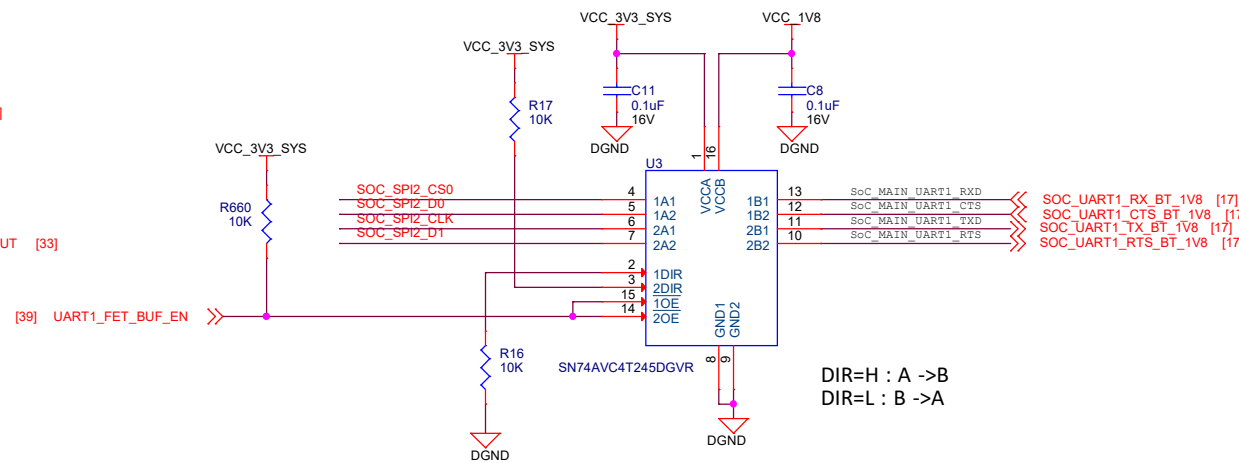 VCC_3V3_SYS
VCC_1V8
VCC_3V3_SYS
R17
10K
C11
0.1uF
16V
C8
0.1uF
16V
DGND
DGND
VCC_3V3_SYS
R660
10K
U3
1
16
VCCA
VCCB
SOC_SPI2_CS0
4
1A1
1B1
13
SoC_MAIN_UART1_RXD
SOC_UART1_RX_BT_1V8 [17]
SOC_SPI2_D0
5
1A2
1B2
12
SoC_MAIN_UART1_CTS
SOC_UART1_CTS_BT_1V8 [17
SOC_SPI2_CLK
6
2A1
2B1
11
SoC_MAIN_UART1_TXD
SOC_UART1_TX_BT_1V8 [17]
SOC_SPI2_D1
7
2A2
2B2
10
SoC_MAIN_UART1_RTS
SOC_UART1_RTS_BT_1V8 [17
UT [33]
2
1DIR
3
2DIR
15
1OE
14
2OE
[39] UART1_FET_BUF_EN
GND1
GND2
8
9
R16
10K
SN74AVC4T245DGVR
DIR=H : A ->B
DIR=L : B ->A
DGND
DGND